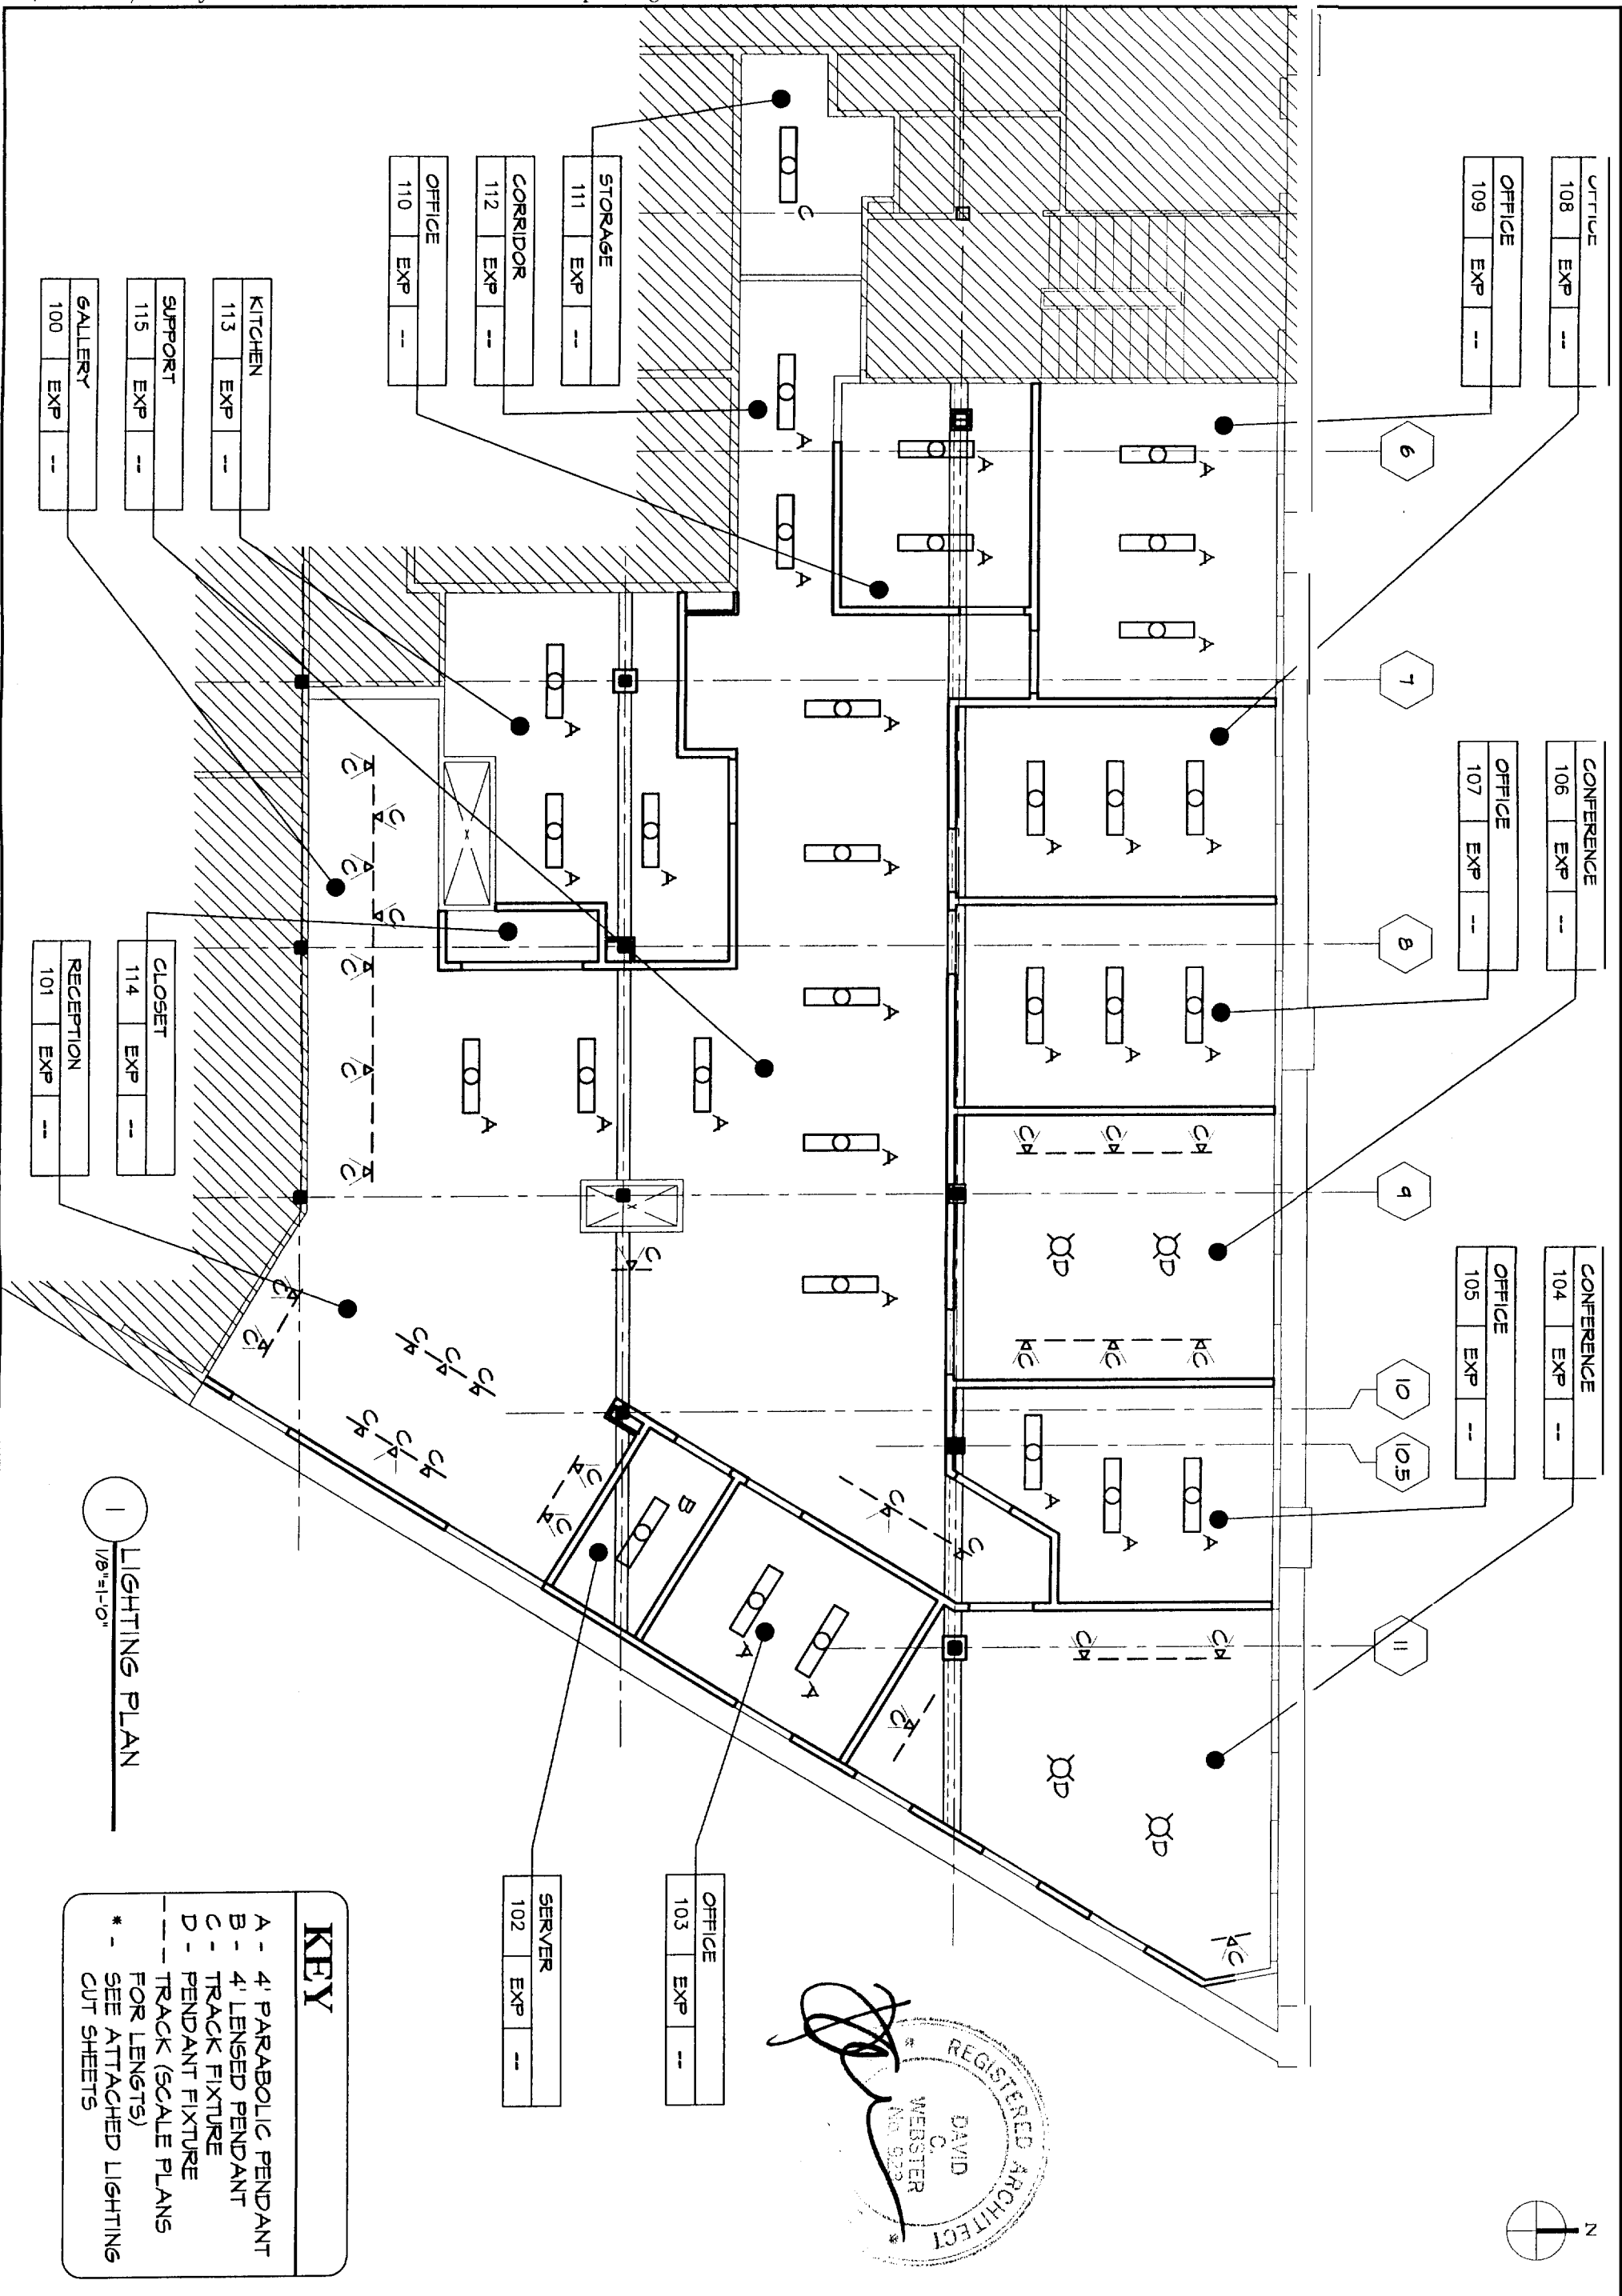 OFFICE
108 EXP --
OFFICE
109 EXP --
CONFERENCE
106 EXP --
OFFICE
107 EXP --
CONFERENCE
104 EXP --
OFFICE
105 EXP --
6
7
8
9
10
10.5
11
STORAGE
111 EXP --
CORRIDOR
112 EXP --
OFFICE
110 EXP --
KITCHEN
113 EXP --
SUPPORT
115 EXP --
GALLERY
100 EXP --
CLOSET
114 EXP --
RECEPTION
101 EXP --
OFFICE
103 EXP --
SERVER
102 EXP --
A A A
A A A
A A A
A A A
A A
A A
A A A A A
A A A
A A A
A A
B
C
C C C C C C C
C C C
C C C
C C
C C C
C C C
C
C C
C C
C
C C
C
D D
D D
1
LIGHTING PLAN
1/8"=1'-0"
KEY
A - 4' PARABOLIC PENDANT
B - 4' LENSED PENDANT
C - TRACK FIXTURE
D - PENDANT FIXTURE
--- TRACK (SCALE PLANS
FOR LENGTS)
* - SEE ATTACHED LIGHTING
CUT SHEETS
* REGISTERED ARCHITECT *
DAVID
C.
WEBSTER
No.
N